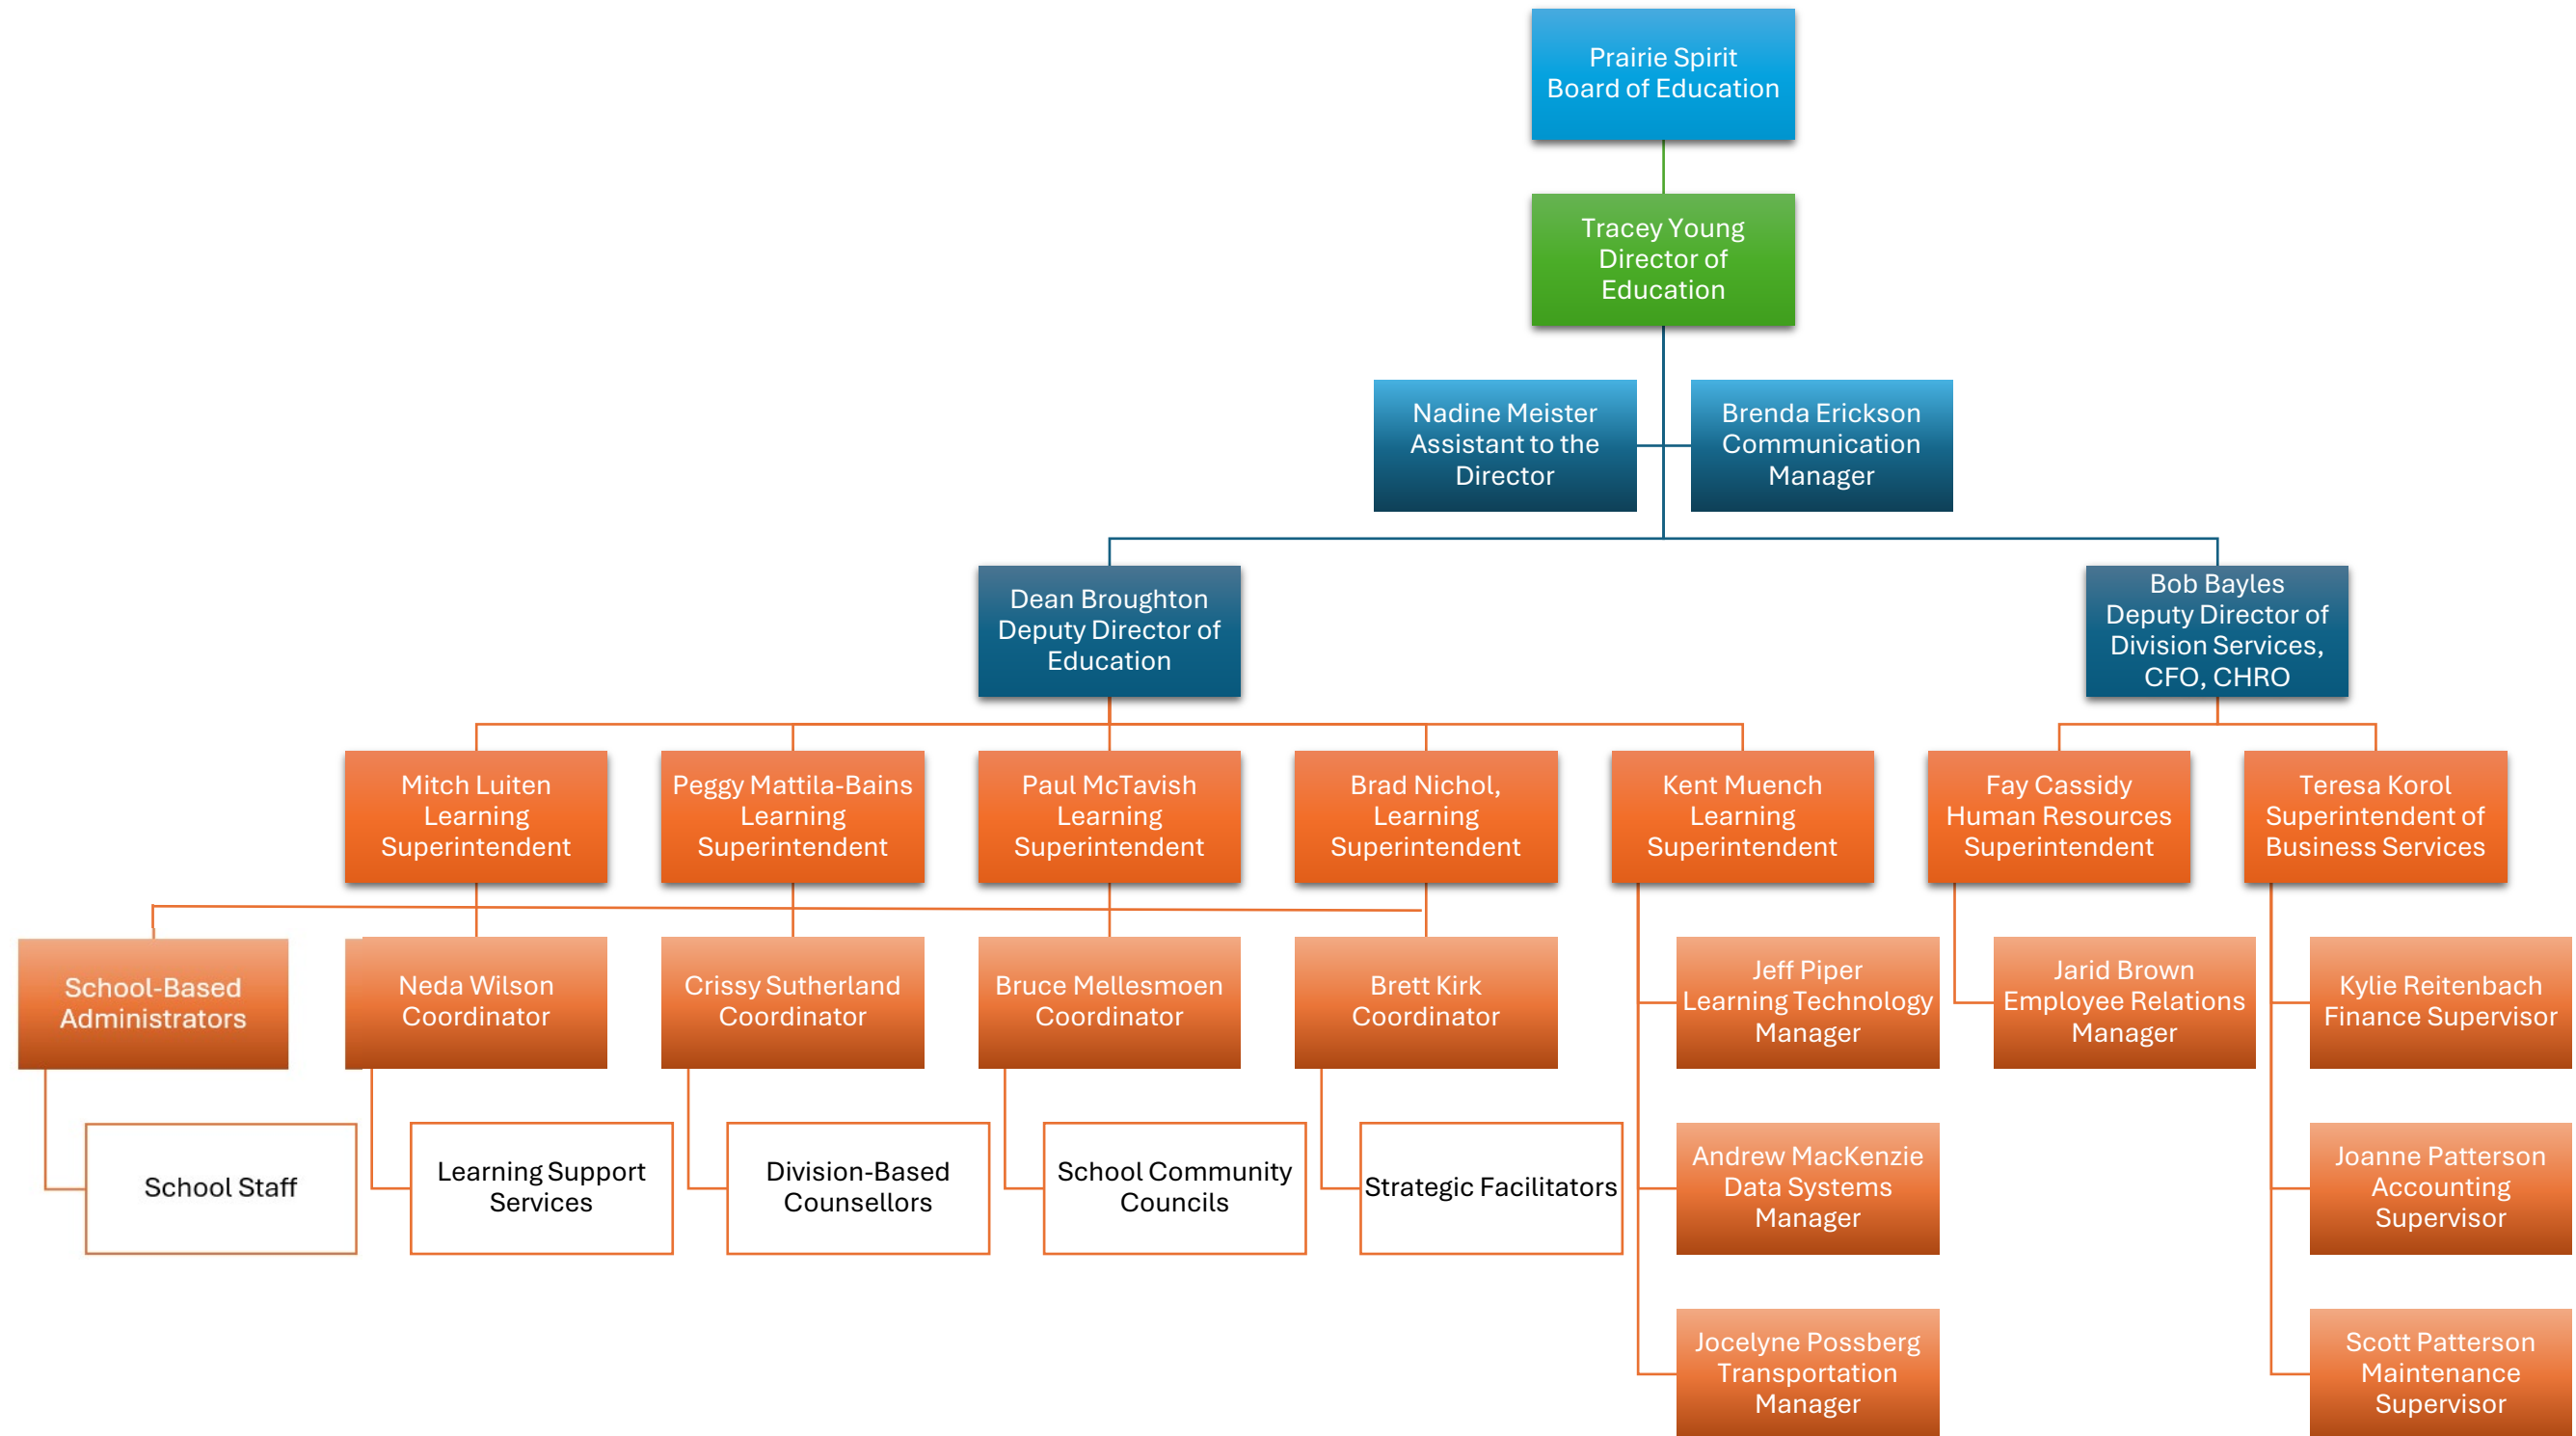 Prairie Spirit
Board of Education
Tracey Young
Director of
Education
Nadine Meister
Assistant to the
Director
Brenda Erickson
Communication
Manager
Dean Broughton
Deputy Director of
Education
Bob Bayles
Deputy Director of
Division Services,
CFO, CHRO
Mitch Luiten
Learning
Superintendent
Peggy Mattila-Bains
Learning
Superintendent
Paul McTavish
Learning
Superintendent
Brad Nichol,
Learning
Superintendent
Kent Muench
Learning
Superintendent
Fay Cassidy
Human Resources
Superintendent
Teresa Korol
Superintendent of
Business Services
School-Based
Administrators
Neda Wilson
Coordinator
Crissy Sutherland
Coordinator
Bruce Mellesmoen
Coordinator
Brett Kirk
Coordinator
Jeff Piper
Learning Technology
Manager
Jarid Brown
Employee Relations
Manager
Kylie Reitenbach
Finance Supervisor
School Staff
Learning Support
Services
Division-Based
Counsellors
School Community
Councils
Strategic Facilitators
Andrew MacKenzie
Data Systems
Manager
Joanne Patterson
Accounting
Supervisor
Jocelyne Possberg
Transportation
Manager
Scott Patterson
Maintenance
Supervisor